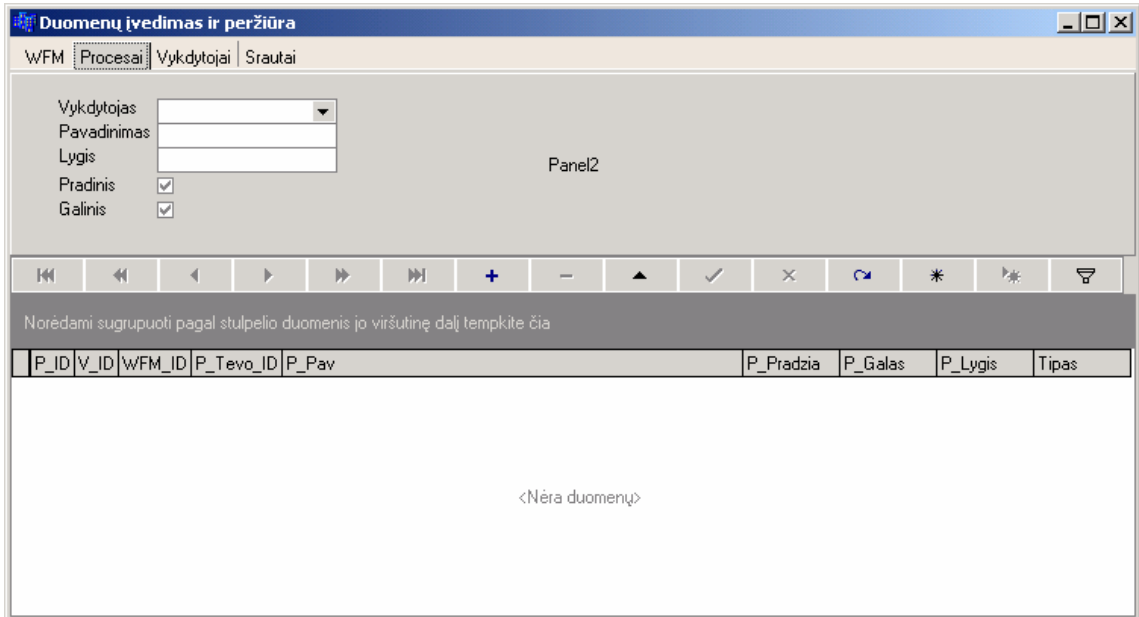 Duomenų įvedimas ir peržiūra
WFM Procesai Vykdytojai Srautai
Vykdytojas
Pavadinimas
Lygis
Panel2
Pradinis
Galinis
Norėdami sugrupuoti pagal stulpelio duomenis jo viršutinę dalį tempkite čia
P_ID V_ID WFM_ID P_Tevo_ID P_Pav P_Pradzia P_Galas P_Lygis Tipas
<Nėra duomenų>